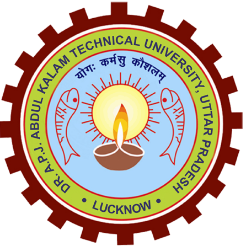 DR. A.P.J. ABDUL KALAM TECHNICAL UNIVERSITY, UTTAR PRADESH
योगः कर्मसु कौशलम्
• LUCKNOW •